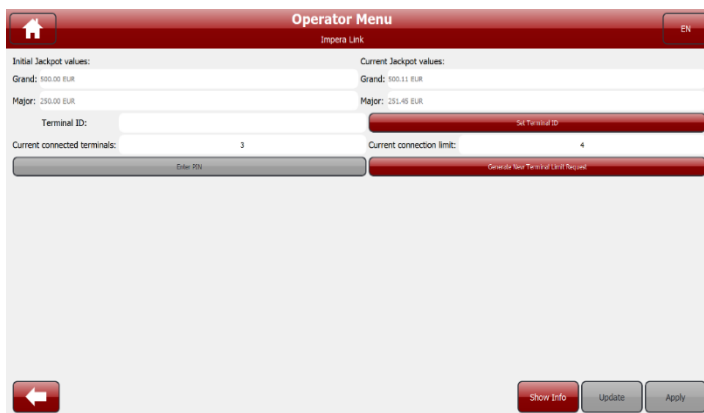 Operator Menu
Impera Link
EN
Initial Jackpot values: Current Jackpot values:
Grand: 500.00 EUR Grand: 500.11 EUR
Major: 250.00 EUR Major: 251.45 EUR
Terminal ID: Set Terminal ID
Current connected terminals: 3 Current connection limit: 4
Enter PIN Generate New Terminal Limit Request
Show Info Update Apply